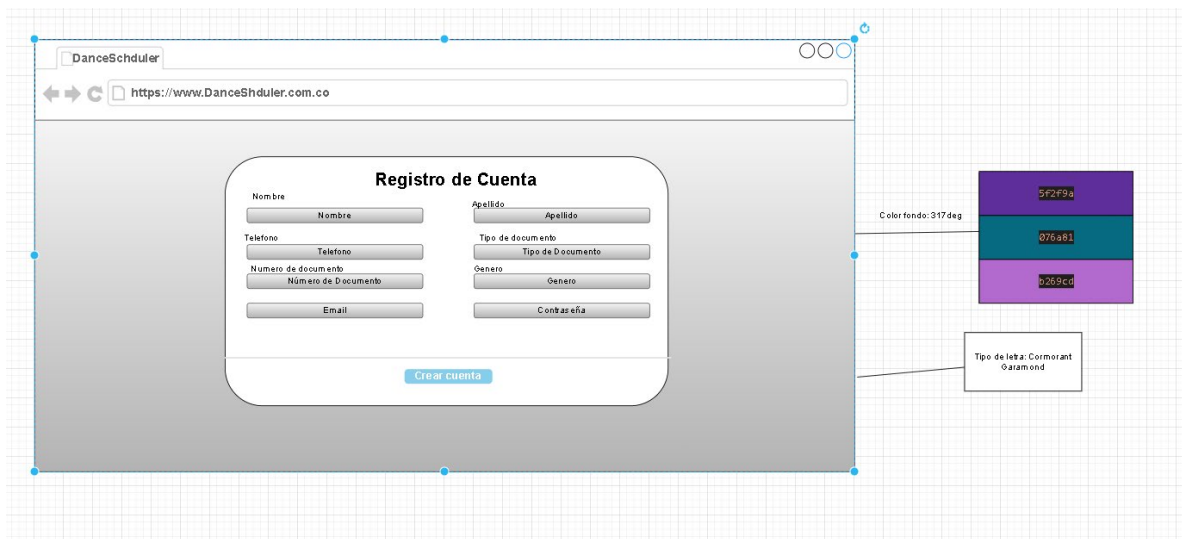 DanceSchduler
https://www.DanceShduler.com.co
Registro de Cuenta
Nombre
Apellido
Nombre
Apellido
Telefono
Tipo de documento
Telefono
Tipo de Documento
Numero de documento
Genero
Número de Documento
Genero
Email
Contraseña
Crear cuenta
Color fondo: 317deg
5f2f9a
076a81
b269cd
Tipo de letra: Cormorant
Garamond